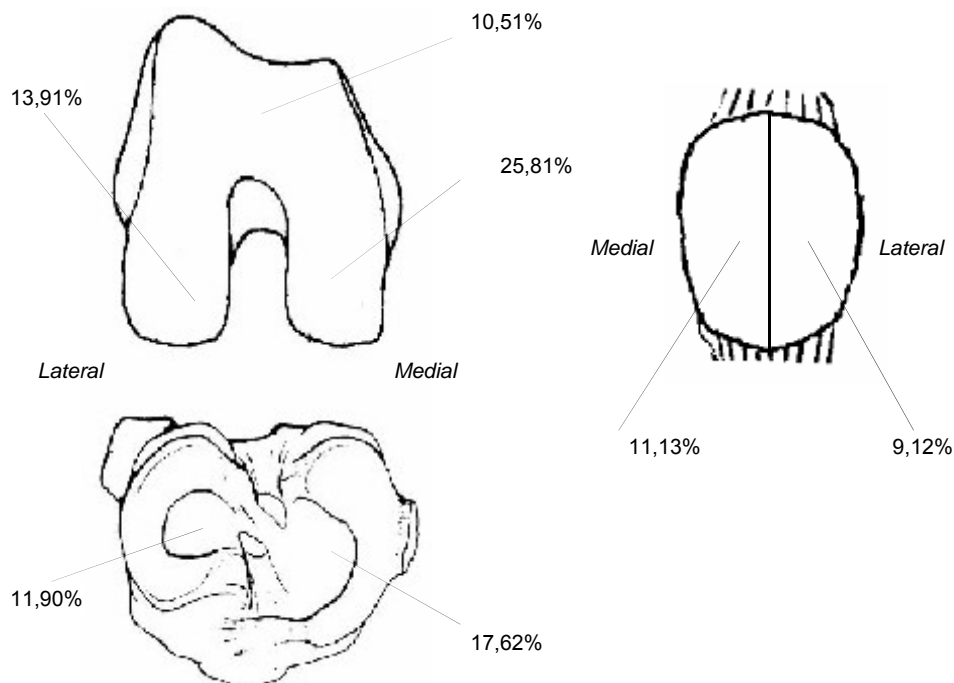 10,51%
13,91%
25,81%
Medial
Lateral
Lateral
Medial
11,13%
9,12%
11,90%
17,62%